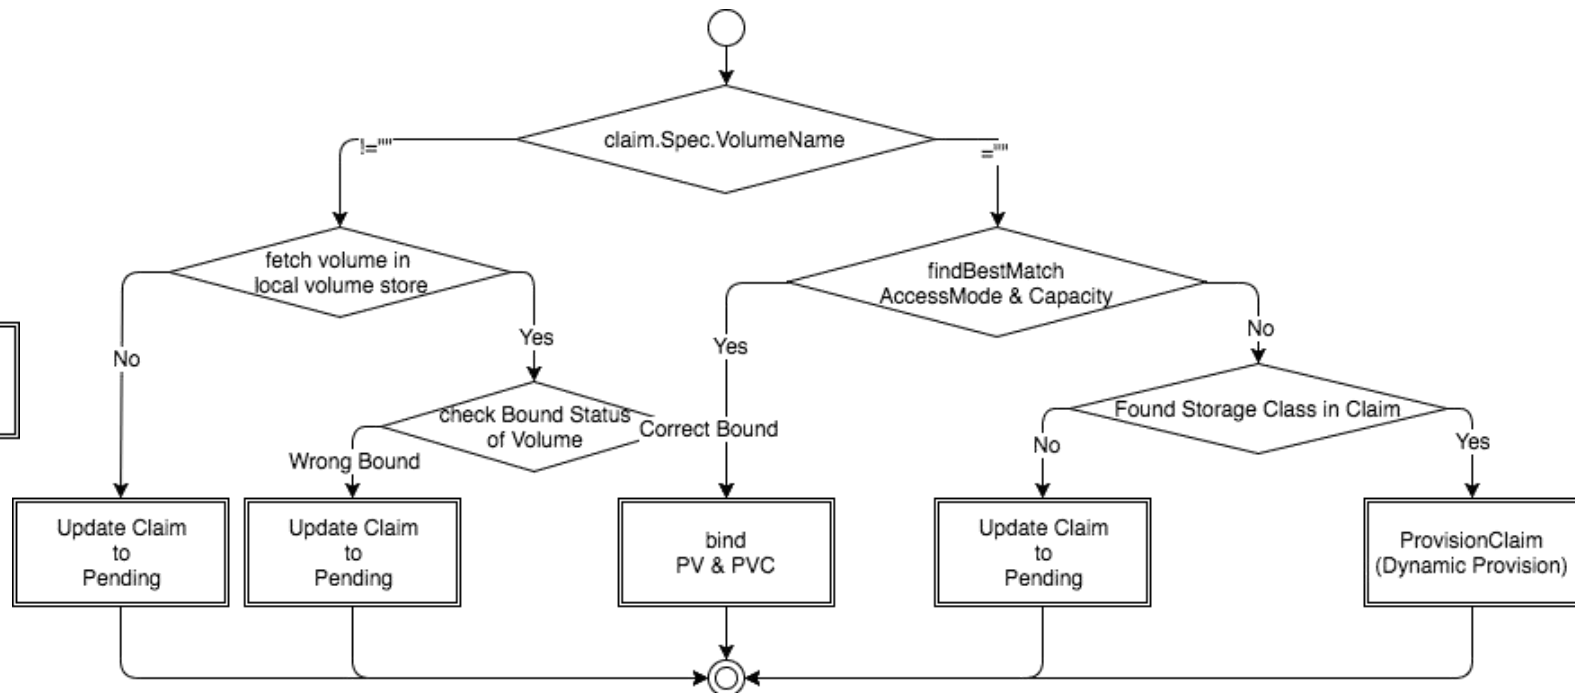 claim.Spec.VolumeName
!=""
=""
fetch volume in
local volume store
findBestMatch
AccessMode & Capacity
No
Yes
Yes
No
check Bound Status
of Volume
Correct Bound
Wrong Bound
Found Storage Class in Claim
No
Yes
Update Claim
to
Pending
Update Claim
to
Pending
bind
PV & PVC
Update Claim
to
Pending
ProvisionClaim
(Dynamic Provision)